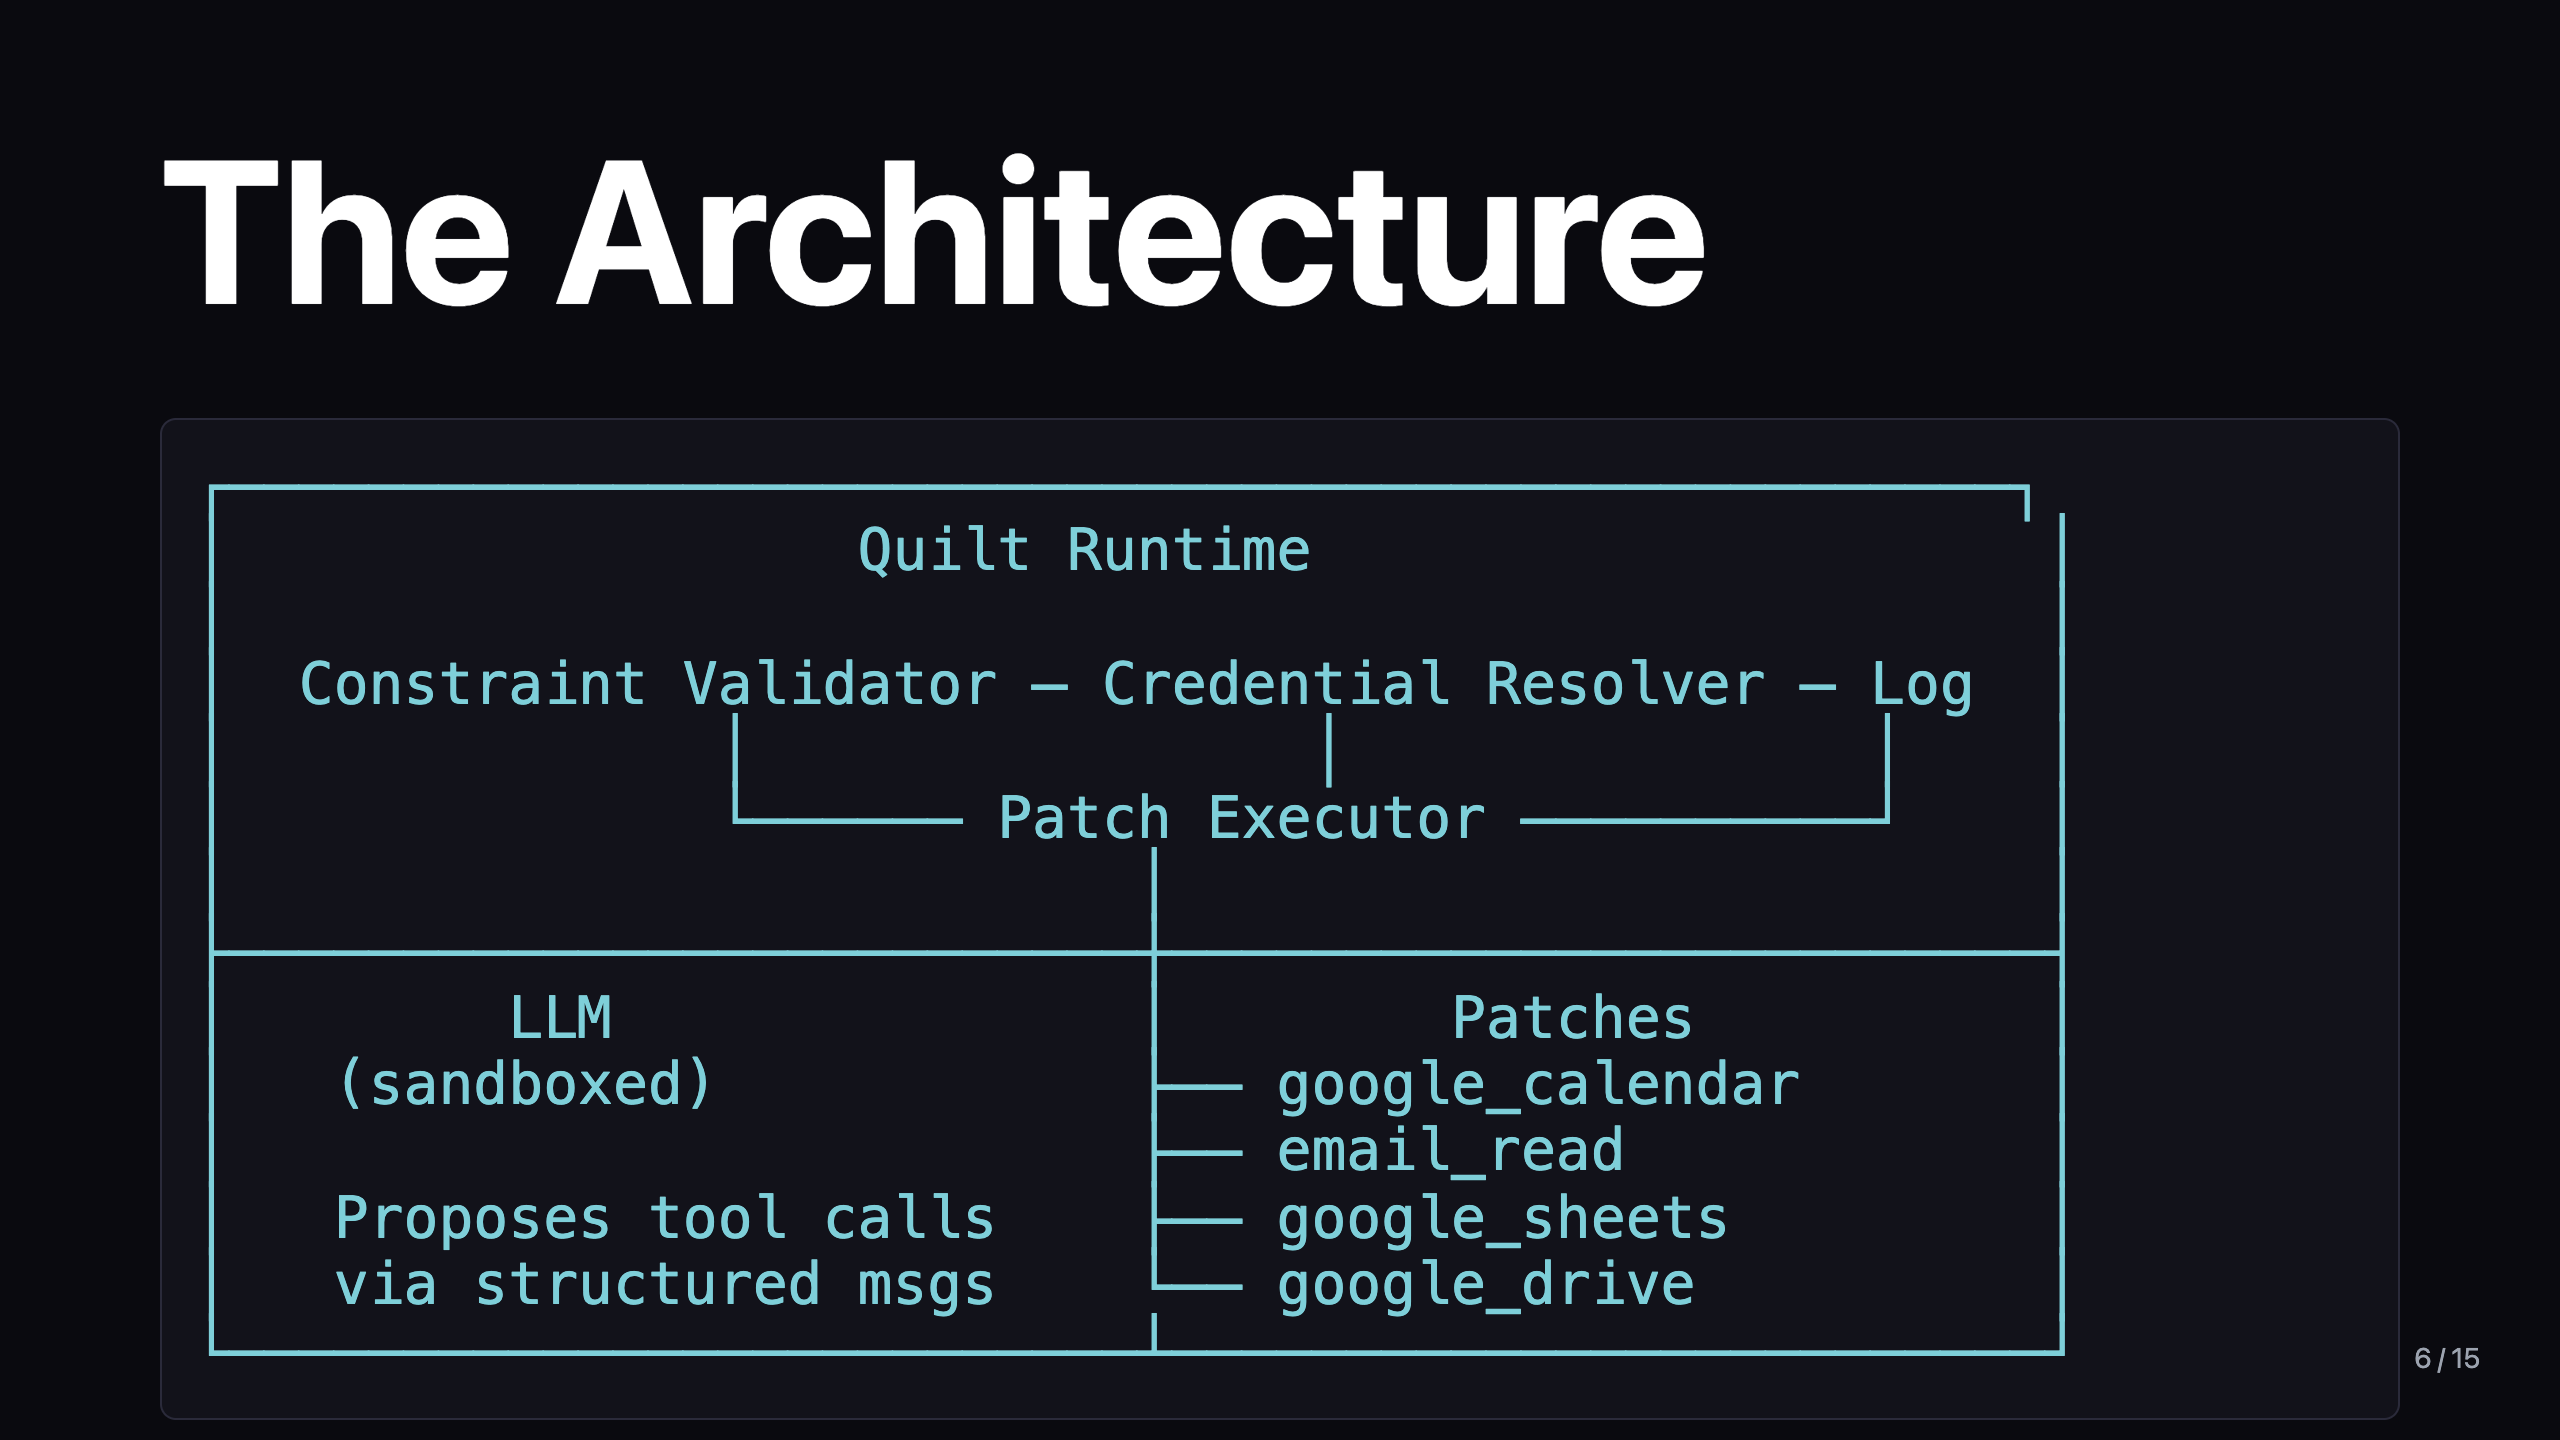 The Architecture
Quilt Runtime
Constraint Validator — Credential Resolver — Log
Patch Executor
LLM
(sandboxed)
Proposes tool calls
via structured msgs
Patches
google_calendar
email_read
google_sheets
google_drive
6 / 15